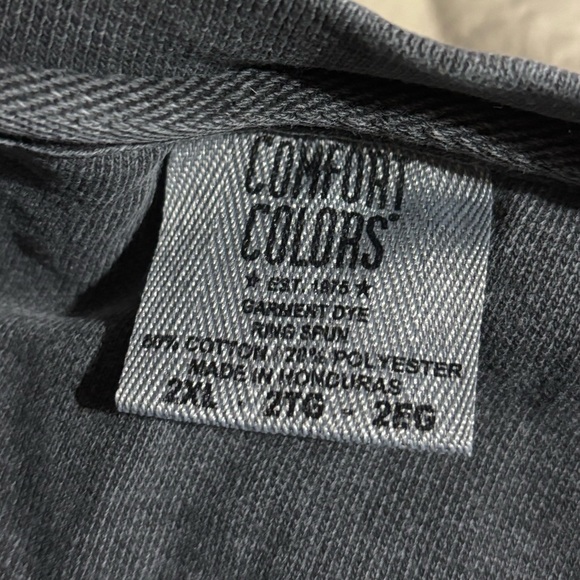 COMFORT
COLORS®
★ EST. 1975 ★
GARMENT DYE
RING SPUN
80% COTTON / 20% POLYESTER
MADE IN HONDURAS
2XL - 2TG - 2EG